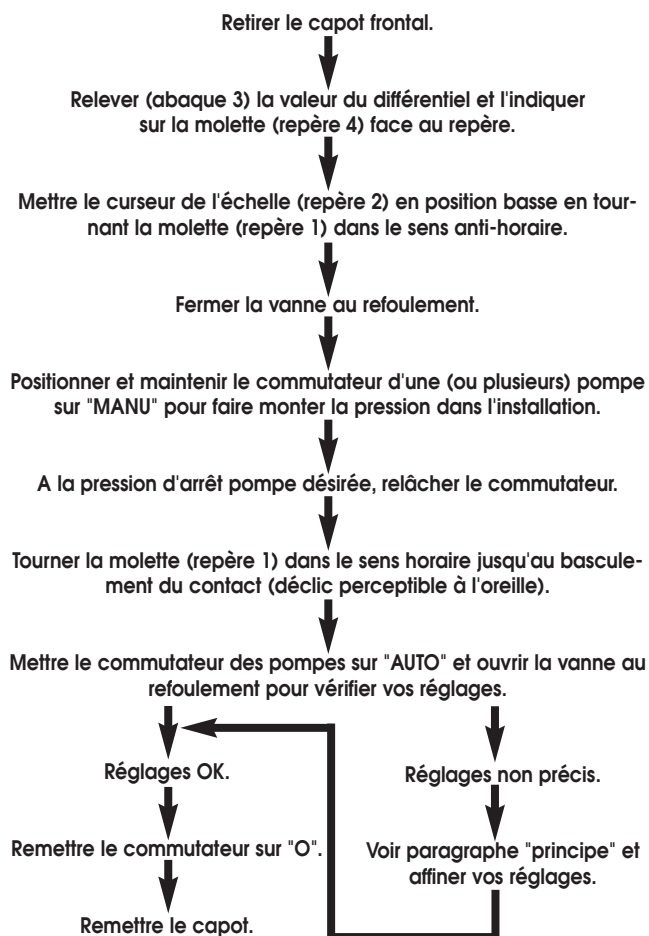 Retirer le capot frontal.
Relever (abaque 3) la valeur du différentiel et l'indiquer
sur la molette (repère 4) face au repère.
Mettre le curseur de l'échelle (repère 2) en position basse en tour-
nant la molette (repère 1) dans le sens anti-horaire.
Fermer la vanne au refoulement.
Positionner et maintenir le commutateur d'une (ou plusieurs) pompe
sur "MANU" pour faire monter la pression dans l'installation.
A la pression d'arrêt pompe désirée, relâcher le commutateur.
Tourner la molette (repère 1) dans le sens horaire jusqu'au bascule-
ment du contact (déclic perceptible à l'oreille).
Mettre le commutateur des pompes sur "AUTO" et ouvrir la vanne au
refoulement pour vérifier vos réglages.
Réglages OK.
Remettre le commutateur sur "O".
Remettre le capot.
Réglages non précis.
Voir paragraphe "principe" et
affiner vos réglages.